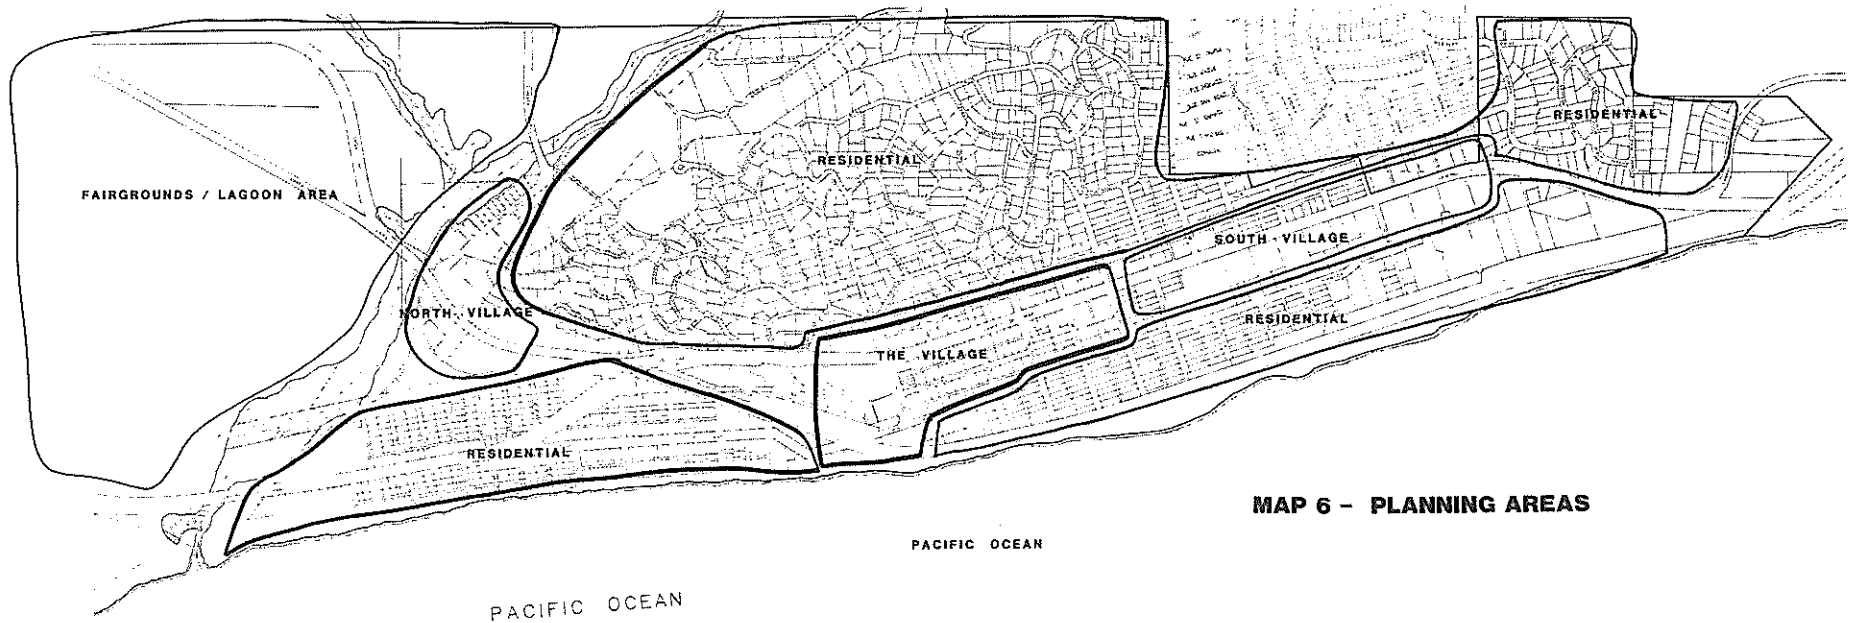 RESIDENTIAL
RESIDENTIAL
FAIRGROUNDS / LAGOON AREA
SOUTH VILLAGE
NORTH VILLAGE
RESIDENTIAL
THE VILLAGE
RESIDENTIAL
MAP 6 – PLANNING AREAS
PACIFIC OCEAN
PACIFIC OCEAN